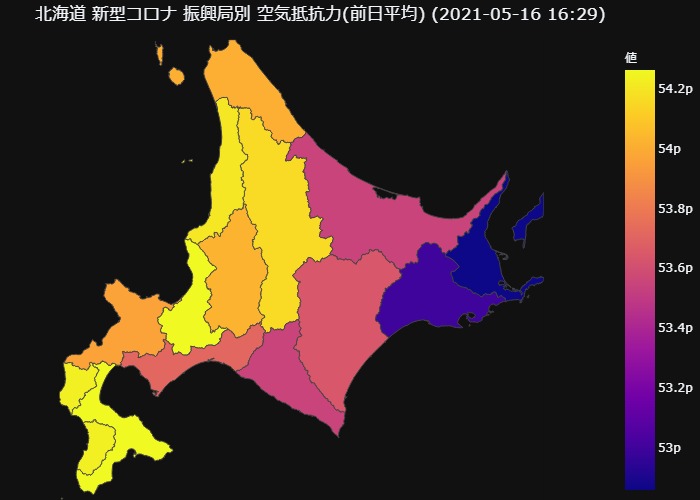 北海道 新型コロナ 振興局別 空気抵抗力(前日平均) (2021-05-16 16:29)
値
54.2p
54p
53.8p
53.6p
53.4p
53.2p
53p